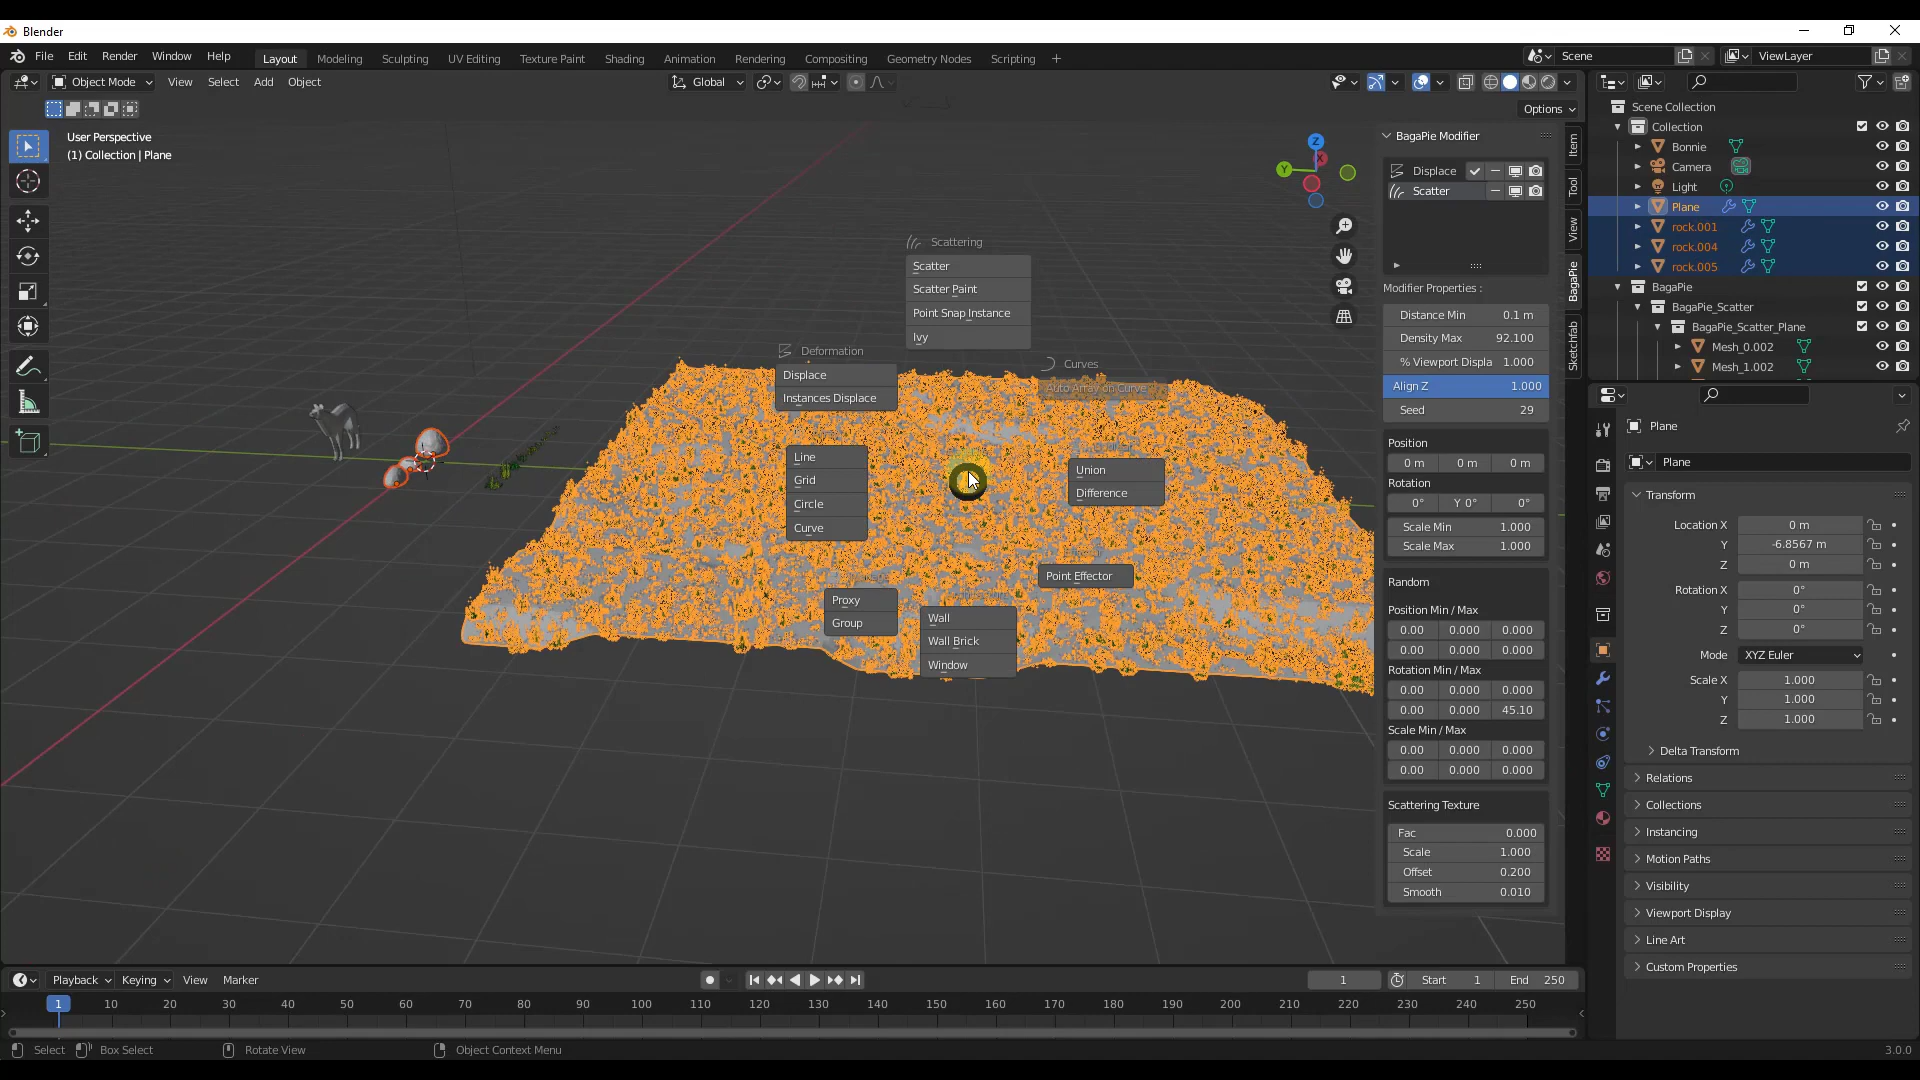 Blender
File Edit Render Window Help
Layout Modeling Sculpting UV Editing Texture Paint Shading Animation Rendering Compositing Geometry Nodes Scripting +
Scene
ViewLayer
Object Mode View Select Add Object
Global
Options
User Perspective
(1) Collection | Plane
Z
Y
Scattering
Scatter
Scatter Paint
Point Snap Instance
Ivy
Deformation
Displace
Instances Displace
Curves
Auto Array on Curve
Line
Grid
Circle
Curve
Union
Difference
Point Effector
Proxy
Group
Wall
Wall Brick
Window
BagaPie Modifier
Displace
Scatter
Modifier Properties :
Distance Min 0.1 m
Density Max 92.100
% Viewport Displa 1.000
Align Z 1.000
Seed 29
Position
0 m 0 m 0 m
Rotation
0° Y 0° 0°
Scale Min 1.000
Scale Max 1.000
Random
Position Min / Max
0.00 0.000 0.000
0.00 0.000 0.000
Rotation Min / Max
0.00 0.000 0.000
0.00 0.000 45.10
Scale Min / Max
0.00 0.000 0.000
0.00 0.000 0.000
Scattering Texture
Fac 0.000
Scale 1.000
Offset 0.200
Smooth 0.010
Item
Tool
View
BagaPie
Sketchfab
Scene Collection
Collection
Bonnie
Camera
Light
Plane
rock.001
rock.004
rock.005
BagaPie
BagaPie_Scatter
BagaPie_Scatter_Plane
Mesh_0.002
Mesh_1.002
Plane
Plane
Transform
Location X 0 m
Y -6.8567 m
Z 0 m
Rotation X 0°
Y 0°
Z 0°
Mode XYZ Euler
Scale X 1.000
Y 1.000
Z 1.000
Delta Transform
Relations
Collections
Instancing
Motion Paths
Visibility
Viewport Display
Line Art
Custom Properties
Playback Keying View Marker
1
Start 1
End 250
1 10 20 30 40 50 60 70 80 90 100 110 120 130 140 150 160 170 180 190 200 210 220 230 240 250
Select Box Select Rotate View Object Context Menu
3.0.0